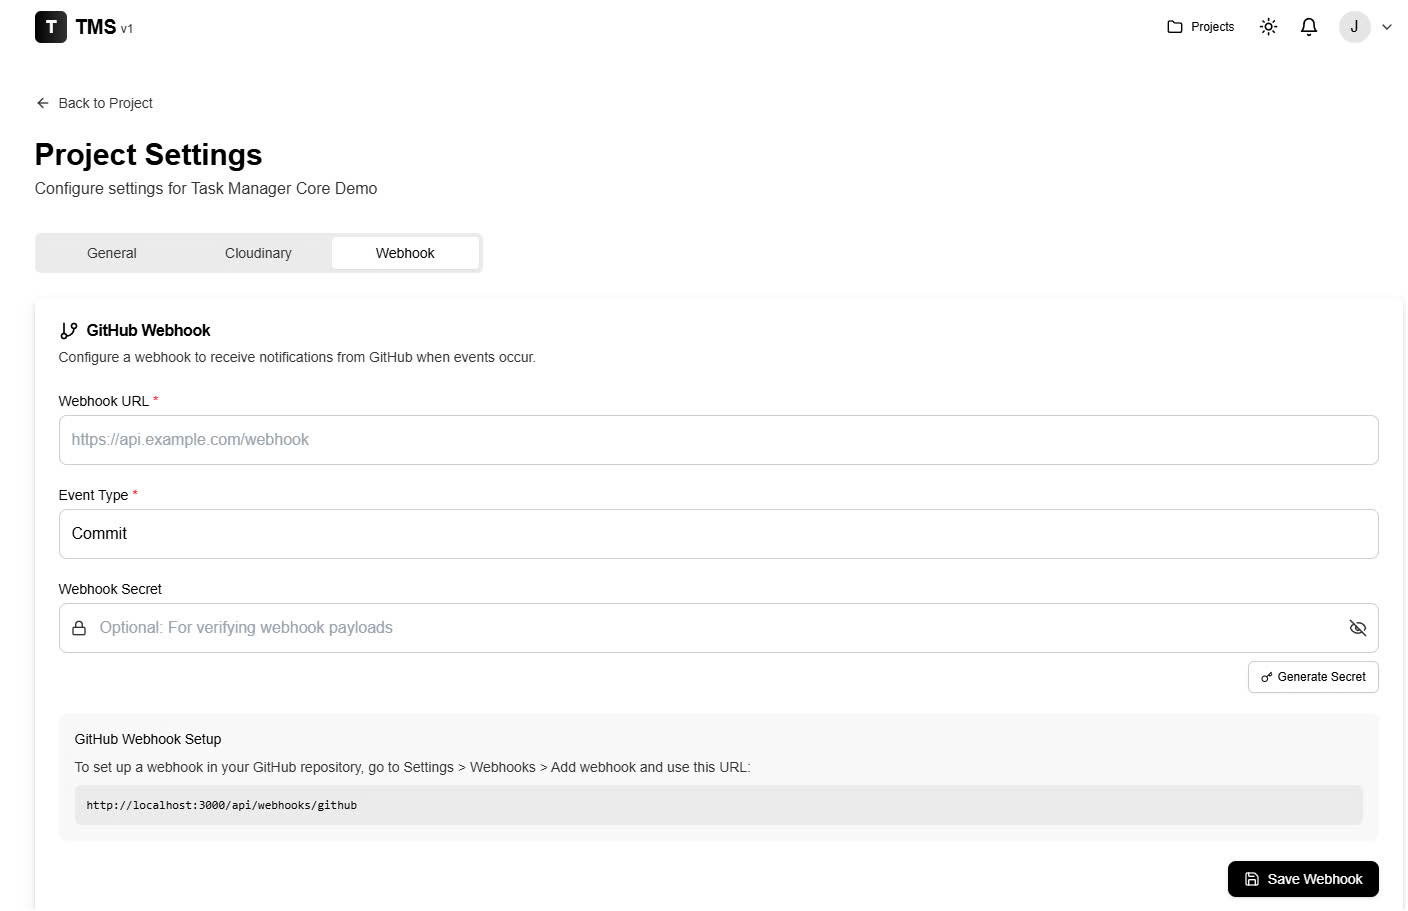 T TMS v1
Projects
J
Back to Project
Project Settings
Configure settings for Task Manager Core Demo
General Cloudinary Webhook
GitHub Webhook
Configure a webhook to receive notifications from GitHub when events occur.
Webhook URL *
https://api.example.com/webhook
Event Type *
Commit
Webhook Secret
Optional: For verifying webhook payloads
Generate Secret
GitHub Webhook Setup
To set up a webhook in your GitHub repository, go to Settings > Webhooks > Add webhook and use this URL:
http://localhost:3000/api/webhooks/github
Save Webhook